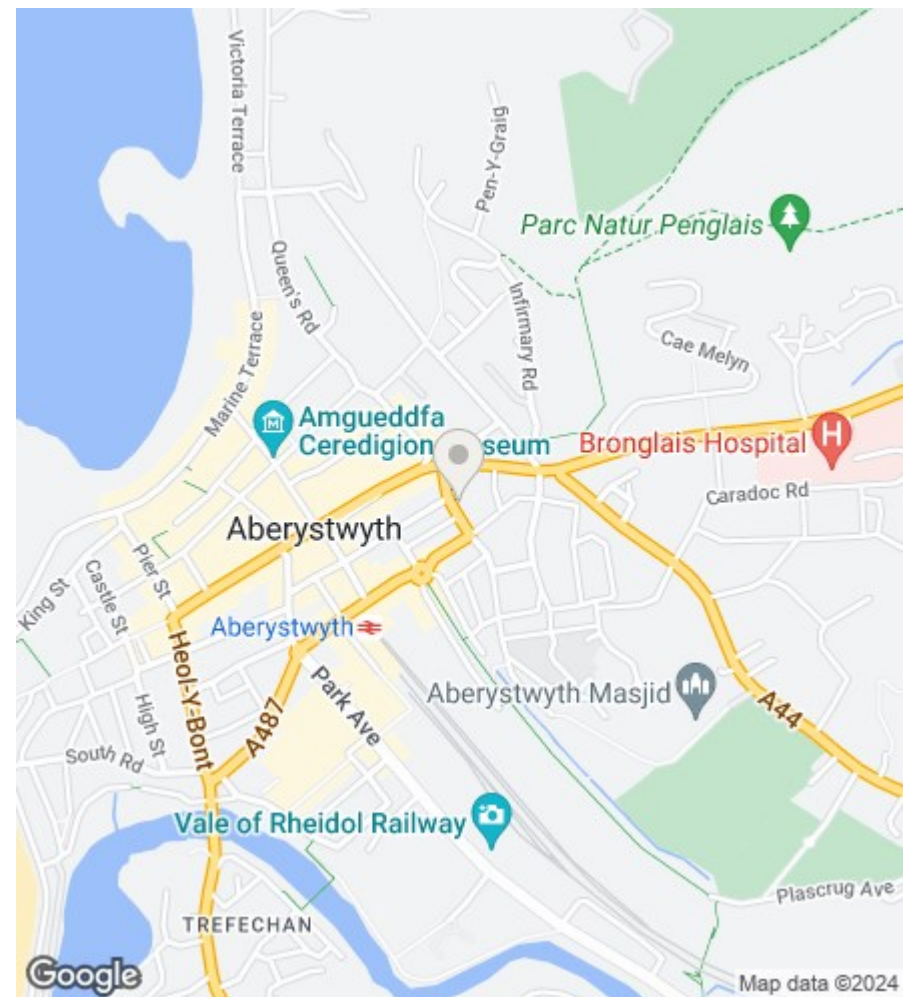 Victoria Terrace
Pen-Y-Graig
Parc Natur Penglais
Queen's Rd
Infirmary Rd
Cae Melyn
Marine Terrace
Amgueddfa
Ceredigion
seum
Bronglais Hospital
H
Caradoc Rd
Aberystwyth
Pier St
Castle St
King St
Aberystwyth
Heol-Y-Bont
High St
A487
Park Ave
Aberystwyth Masjid
A44
South Rd
Vale of Rheidol Railway
Plascrug Ave
TREFECHAN
Google
Map data ©2024